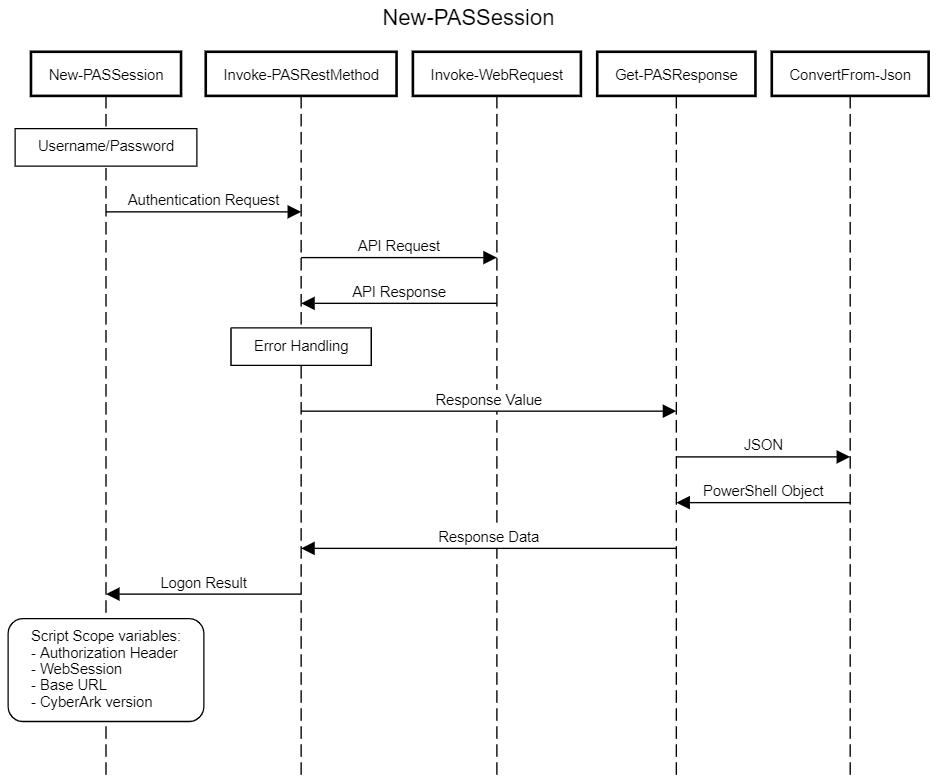 New-PASSession
New-PASSession
Invoke-PASRestMethod
Invoke-WebRequest
Get-PASResponse
ConvertFrom-Json
Username/Password
Authentication Request
API Request
API Response
Error Handling
Response Value
JSON
PowerShell Object
Response Data
Logon Result
Script Scope variables:
- Authorization Header
- WebSession
- Base URL
- CyberArk version